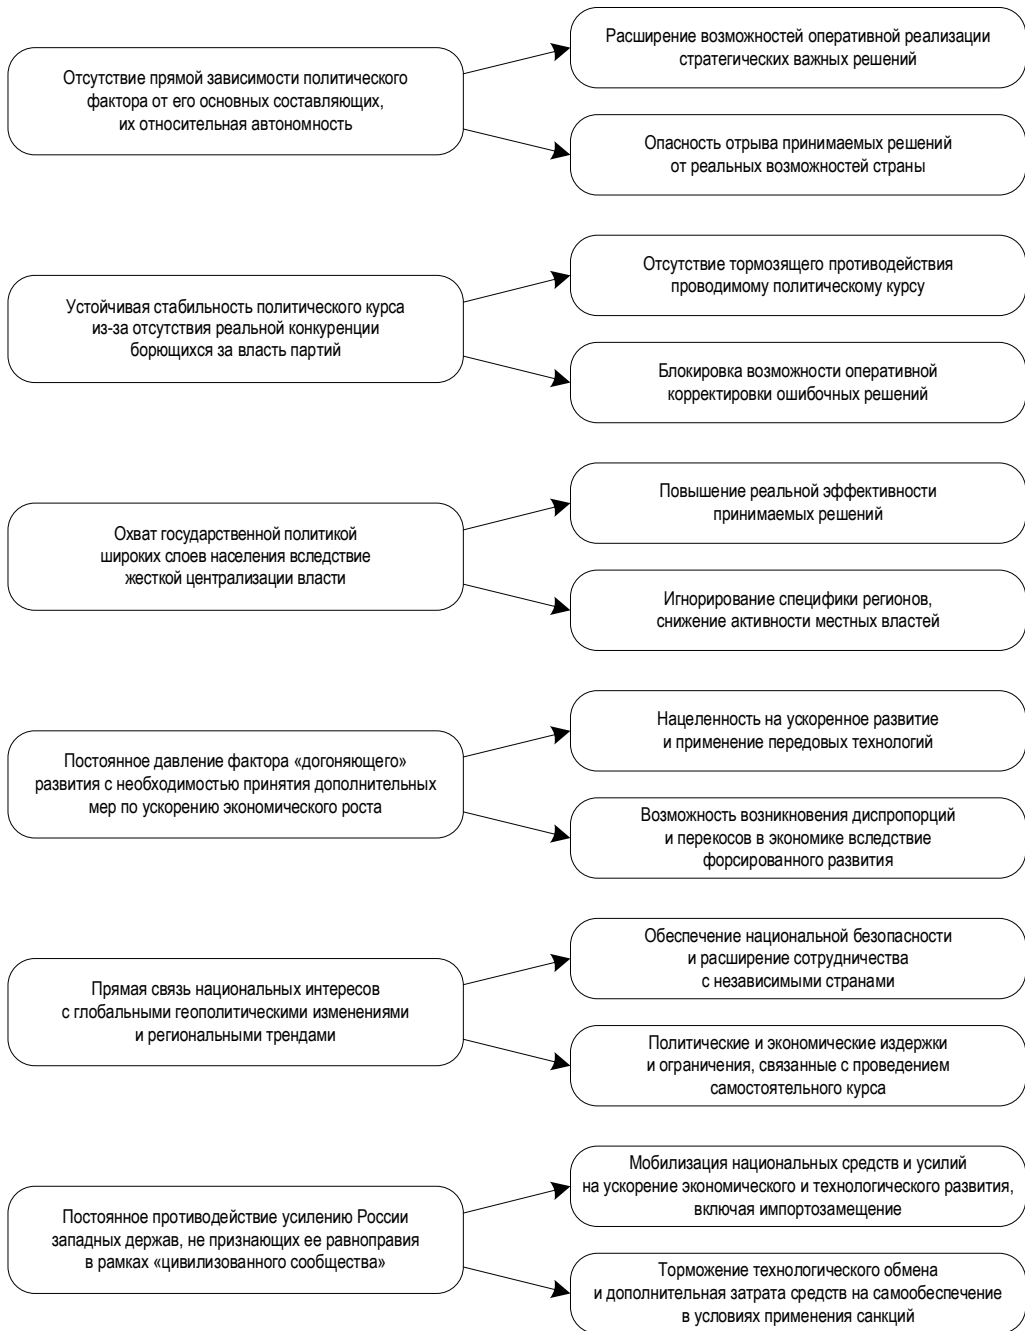 Отсутствие прямой зависимости политического
фактора от его основных составляющих,
их относительная автономность
Расширение возможностей оперативной реализации
стратегических важных решений
Опасность отрыва принимаемых решений
от реальных возможностей страны
Устойчивая стабильность политического курса
из-за отсутствия реальной конкуренции
борющихся за власть партий
Отсутствие тормозящего противодействия
проводимому политическому курсу
Блокировка возможности оперативной
корректировки ошибочных решений
Охват государственной политикой
широких слоев населения вследствие
жесткой централизации власти
Повышение реальной эффективности
принимаемых решений
Игнорирование специфики регионов,
снижение активности местных властей
Постоянное давление фактора «догоняющего»
развития с необходимостью принятия дополнительных
мер по ускорению экономического роста
Нацеленность на ускоренное развитие
и применение передовых технологий
Возможность возникновения диспропорций
и перекосов в экономике вследствие
форсированного развития
Прямая связь национальных интересов
с глобальными геополитическими изменениями
и региональными трендами
Обеспечение национальной безопасности
и расширение сотрудничества
с независимыми странами
Политические и экономические издержки
и ограничения, связанные с проведением
самостоятельного курса
Постоянное противодействие усилению России
западных держав, не признающих ее равноправия
в рамках «цивилизованного сообщества»
Мобилизация национальных средств и усилий
на ускорение экономического и технологического развития,
включая импортозамещение
Торможение технологического обмена
и дополнительная затрата средств на самообеспечение
в условиях применения санкций